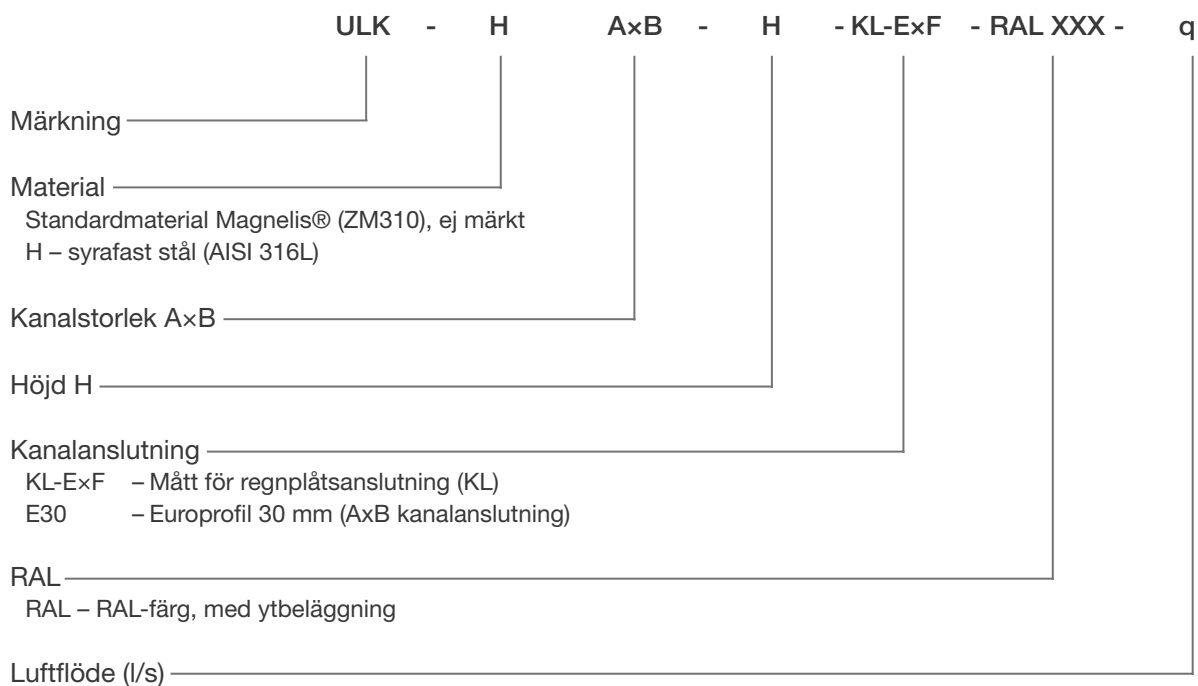 ULK - H A×B - H - KL-E×F - RAL XXX - q
Märkning
Material
Standardmaterial Magnelis® (ZM310), ej märkt
H – syrafast stål (AISI 316L)
Kanalstorlek A×B
Höjd H
Kanalanslutning
KL-E×F – Mått för regnplåtsanslutning (KL)
E30 – Europrofil 30 mm (AxB kanalanslutning)
RAL
RAL – RAL-färg, med ytbeläggning
Luftflöde (l/s)